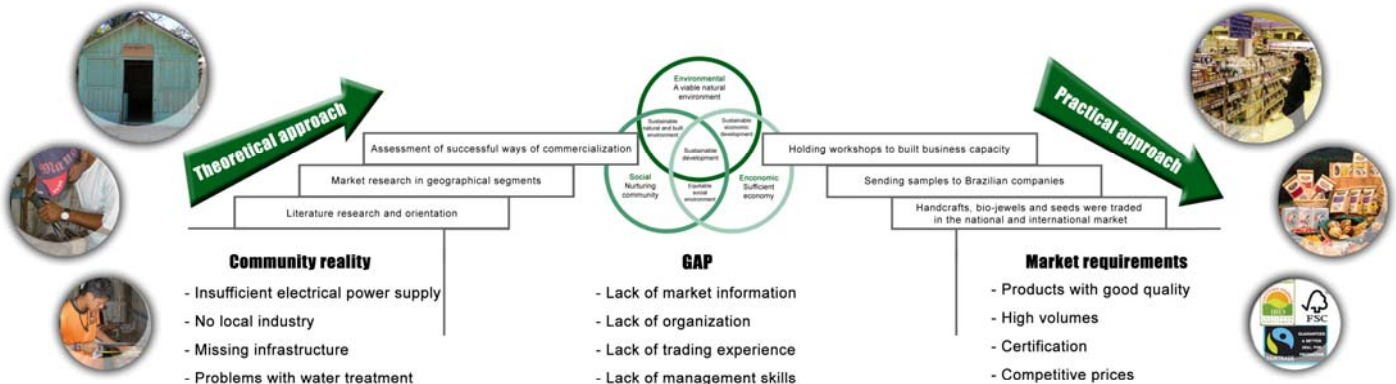 Theoretical approach
Assessment of successful ways of commercialization
Market research in geographical segments
Literature research and orientation
Environmental
A viable natural
environment
Sustainable
natural and built
environment
Sustainable
economic
development
Sustainable
development
Social
Nurturing
community
Equitable
social
environment
Enconomic
Sufficient
economy
Practical approach
Holding workshops to built business capacity
Sending samples to Brazilian companies
Handcrafts, bio-jewels and seeds were traded
in the national and international market
Community reality
- Insufficient electrical power supply
- No local industry
- Missing infrastructure
- Problems with water treatment
GAP
- Lack of market information
- Lack of organization
- Lack of trading experience
- Lack of management skills
Market requirements
- Products with good quality
- High volumes
- Certification
- Competitive prices
FSC
GUARANTEES
A BETTER
DEAL FOR